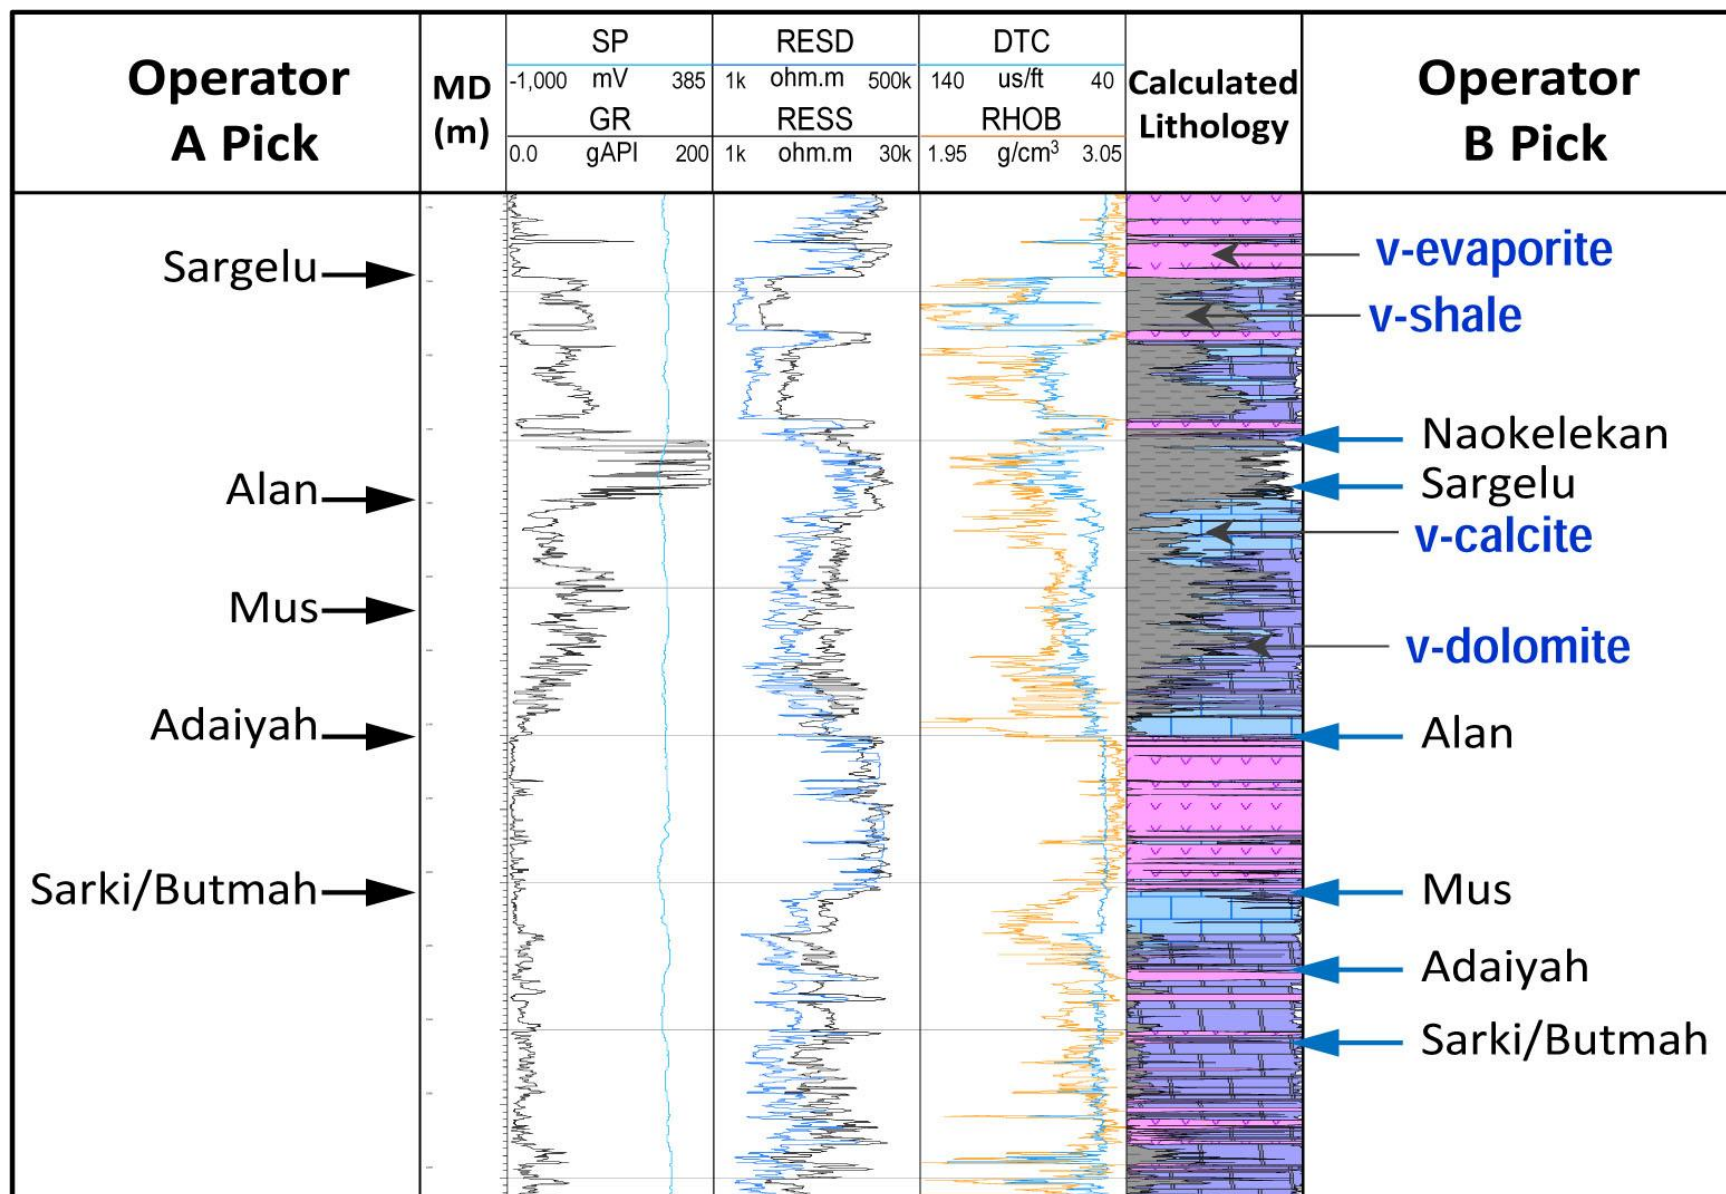 Operator
A Pick
MD
(m)
SP
-1,000 mV 385
GR
0.0 gAPI 200
RESD
1k ohm.m 500k
RESS
1k ohm.m 30k
DTC
140 us/ft 40
RHOB
1.95 g/cm³ 3.05
Calculated
Lithology
Operator
B Pick
Sargelu
Alan
Mus
Adaiyah
Sarki/Butmah
v-evaporite
v-shale
Naokelekan
Sargelu
v-calcite
v-dolomite
Alan
Mus
Adaiyah
Sarki/Butmah